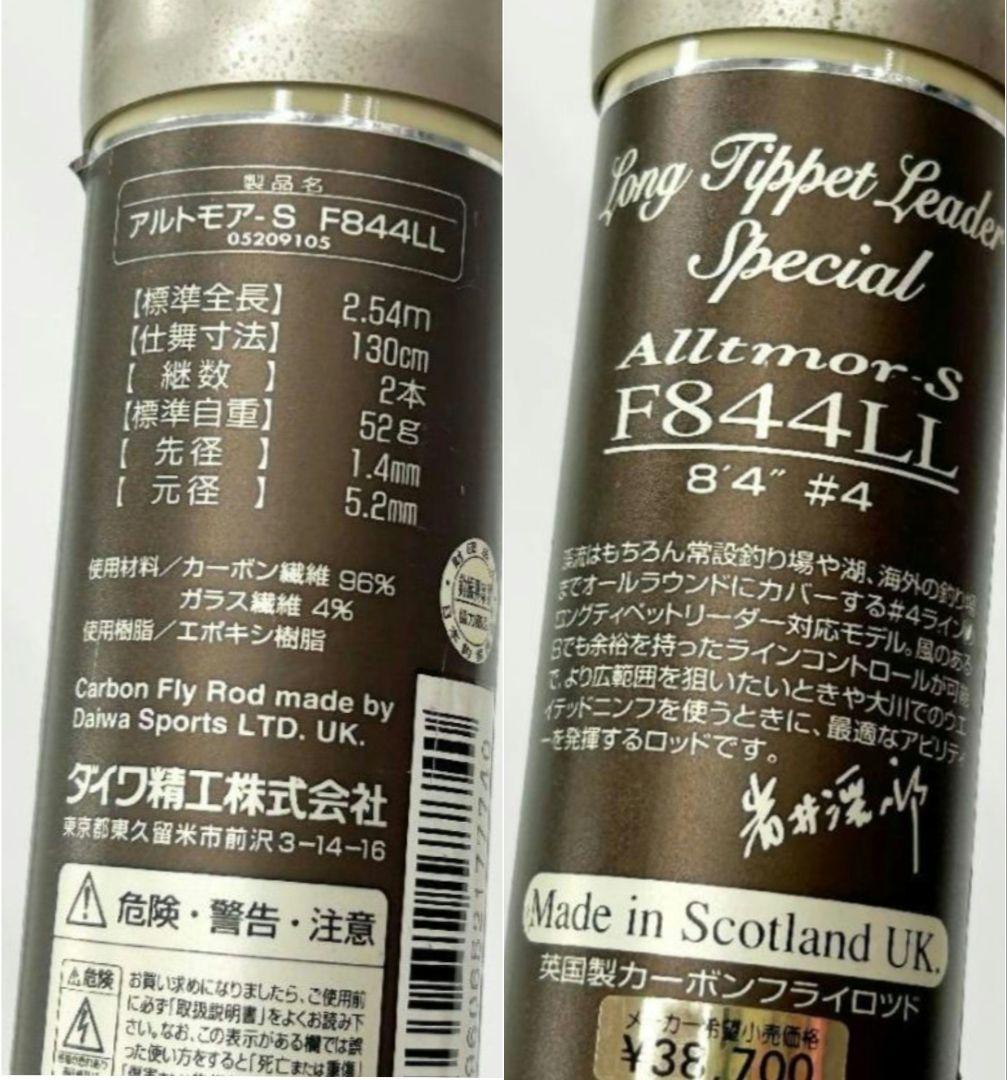 製品名
アルトモア-S F844LL
05209105
【標準全長】 2.54m
【仕舞寸法】 130cm
【継数】 2本
【標準自重】 52g
【先径】 1.4mm
【元径】 5.2mm
使用材料/カーボン繊維 96%
ガラス繊維 4%
使用樹脂/エポキシ樹脂
Carbon Fly Rod made by
Daiwa Sports LTD. UK.
ダイワ精工株式会社
東京都東久留米市前沢3-14-16
危険・警告・注意
危険
お買い求めになりましたら、ご使用前
に必ず「取扱説明書」をよくお読み下
さい。なお、この表示がある欄では誤
った使い方をすると「死亡または重傷
Long Tippet Leader
Special
Alltmor-S
F844LL
8'4" #4
渓流はもちろん常設釣り場や湖、海外の釣り場
までオールラウンドにカバーする#4ライン
ロングティペットリーダー対応モデル。風のある
日でも余裕を持ったラインコントロールが可能
で、より広範囲を狙いたいときや大川でのウエ
イテッドニンフを使うときに、最適なアビリティ
ーを発揮するロッドです。
Made in Scotland UK.
英国製カーボンフライロッド
メーカー希望小売価格
¥38,700